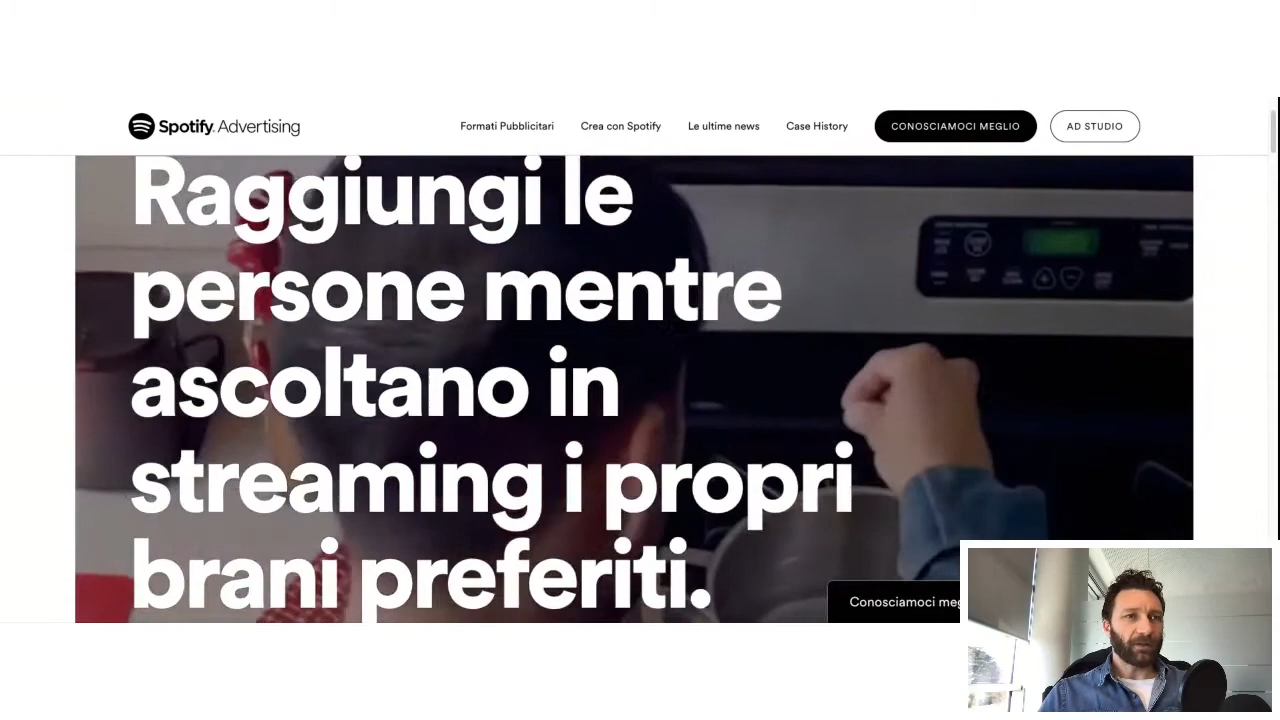 Spotify Advertising
Formati Pubblicitari
Crea con Spotify
Le ultime news
Case History
CONOSCIAMOCI MEGLIO
AD STUDIO
Raggiungi le
persone mentre
ascoltano in
streaming i propri
brani preferiti.
Conosciamoci